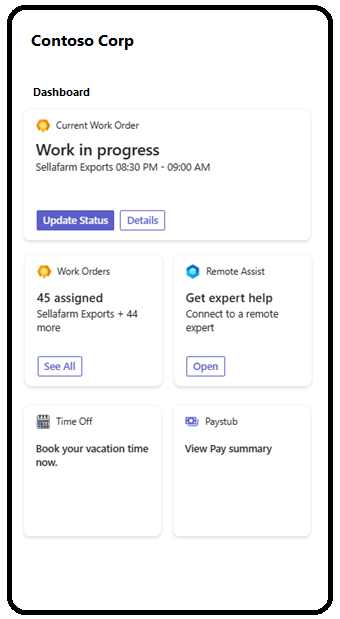 Contoso Corp
Dashboard
Current Work Order
Work in progress
Sellafarm Exports 08:30 PM - 09:00 AM
Update Status
Details
Work Orders
45 assigned
Sellafarm Exports + 44
more
See All
Remote Assist
Get expert help
Connect to a remote
expert
Open
Time Off
Book your vacation time
now.
Paystub
View Pay summary